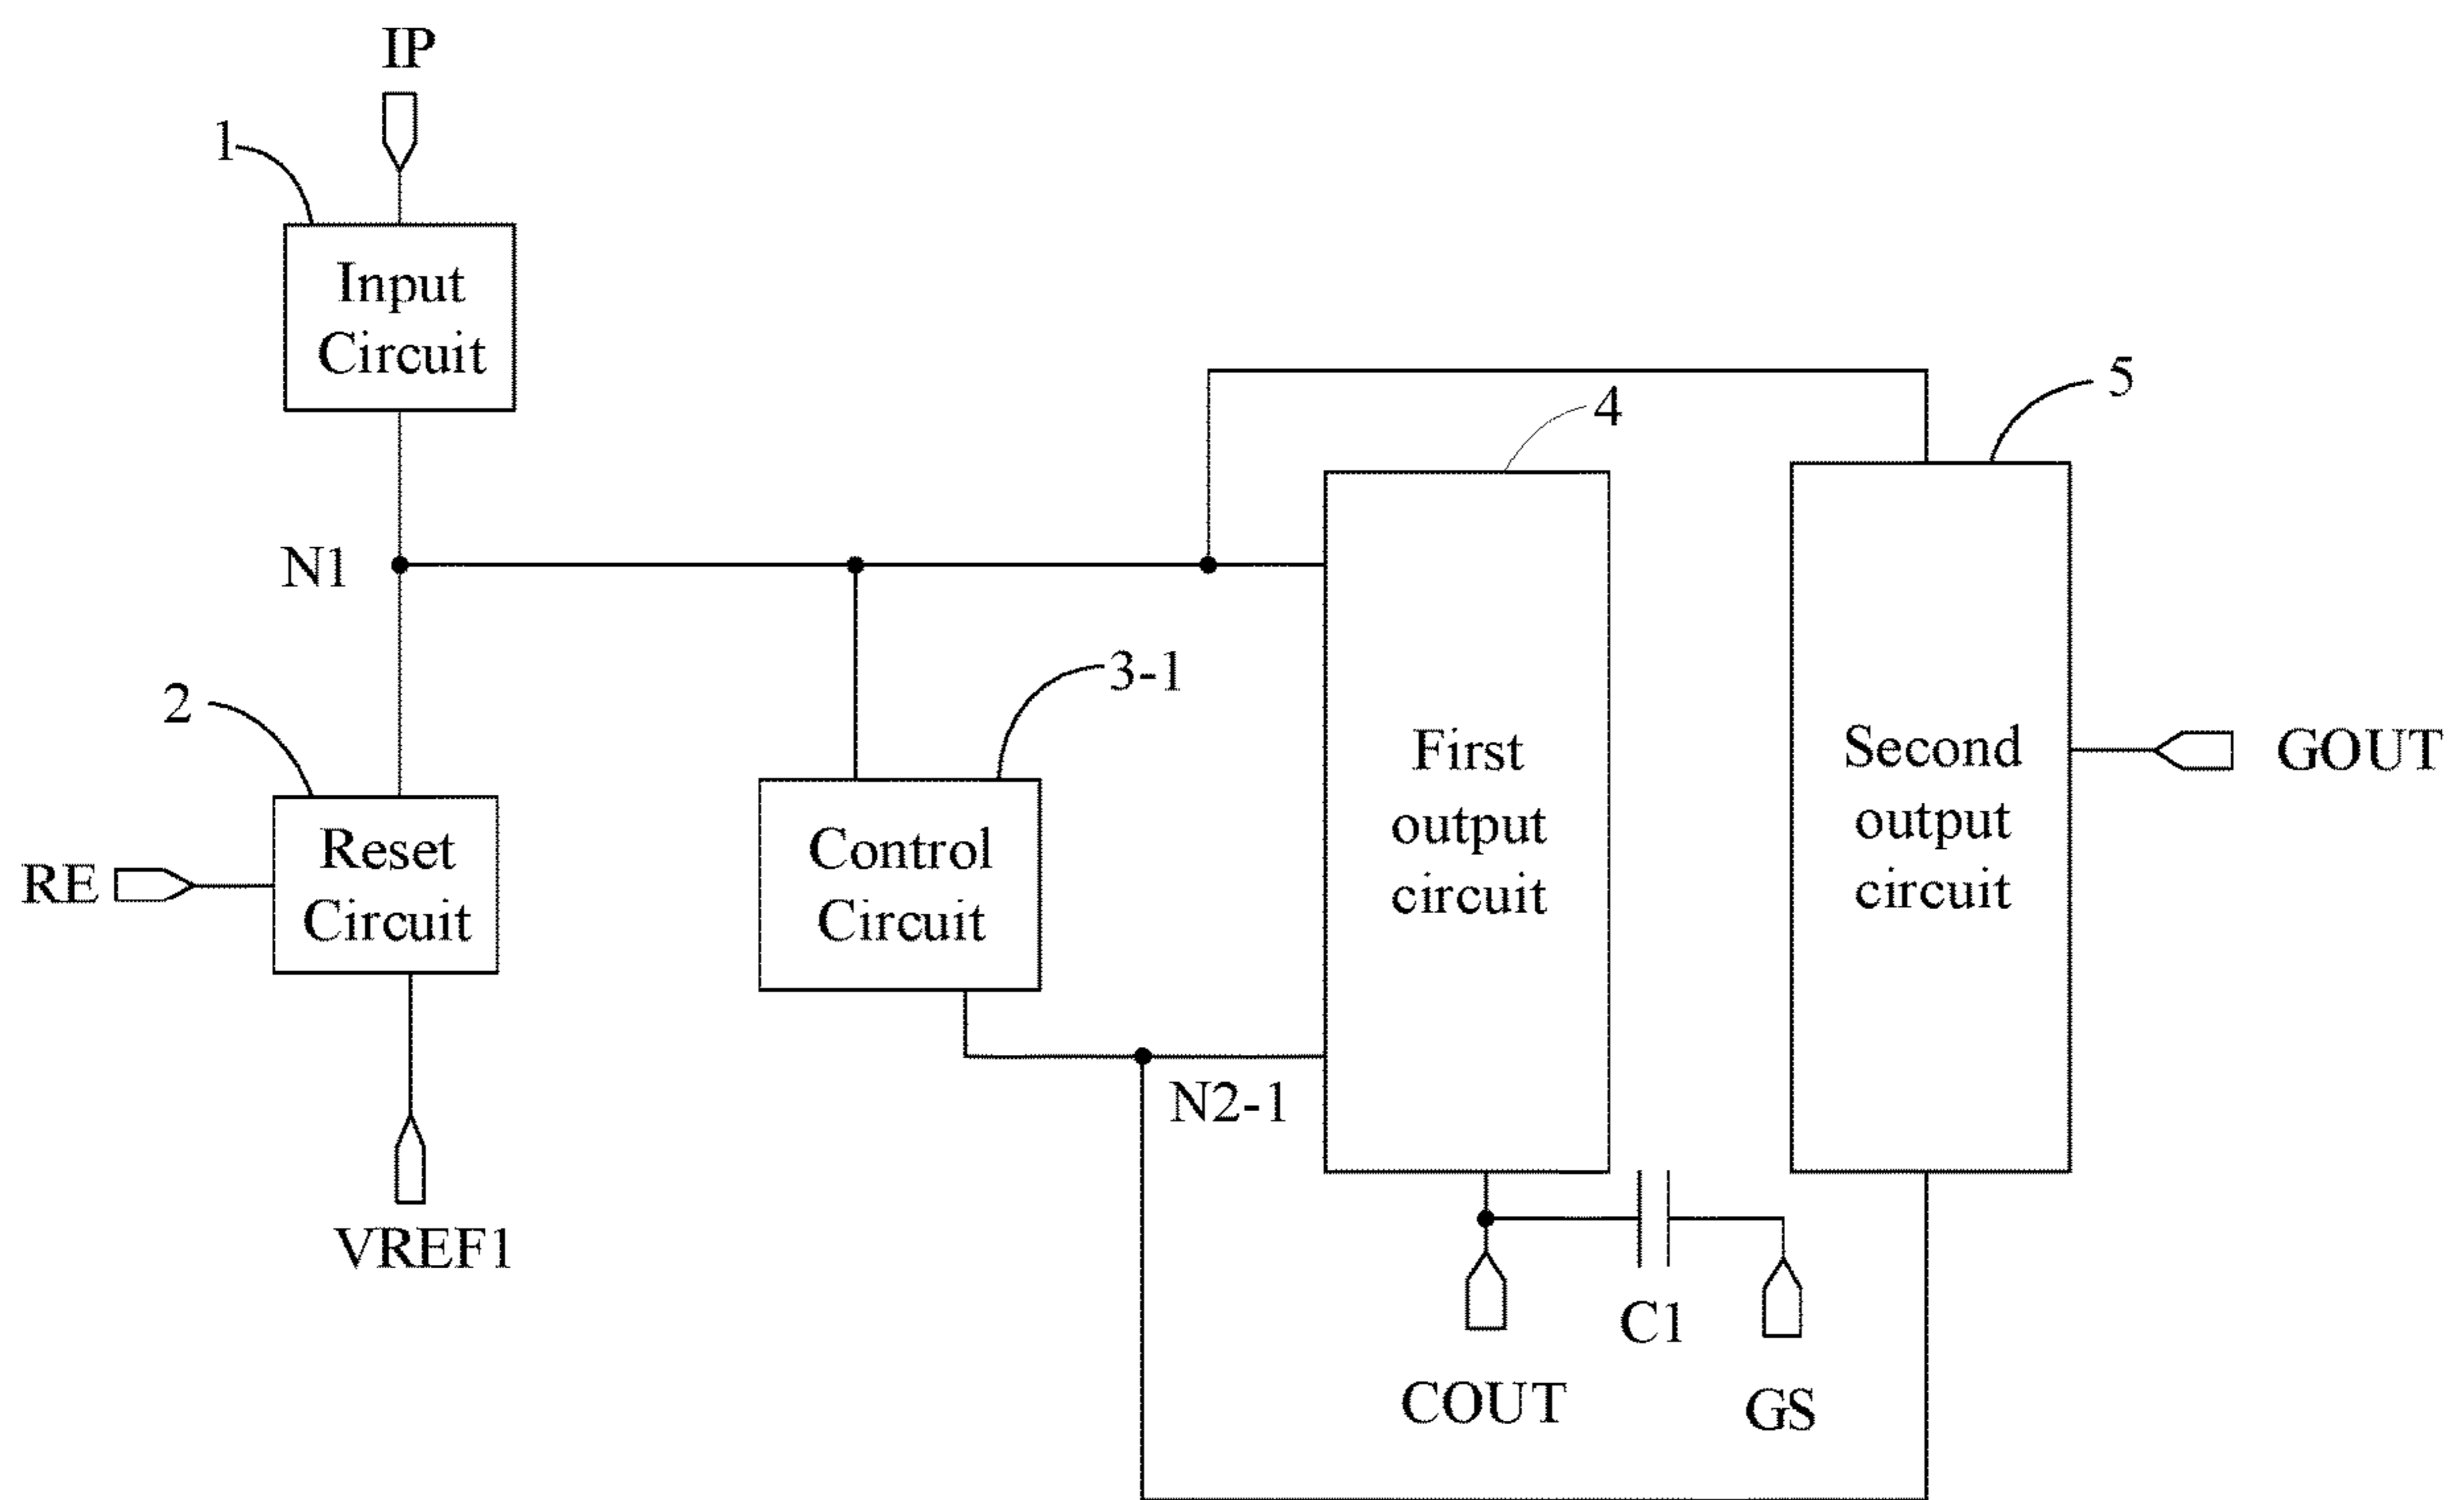 IP
1
Input
Circuit
5
4
N1
3-1
2
First
output
circuit
Second
output
circuit
GOUT
Reset
Circuit
Control
Circuit
RE
N2-1
VREF1
C1
COUT
GS